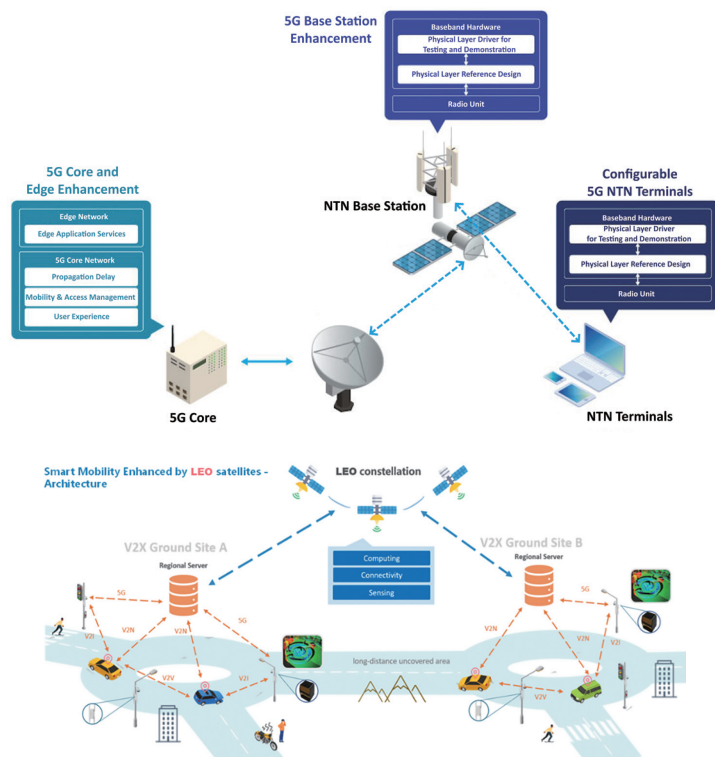 5G Base Station
Enhancement
Baseband Hardware
Physical Layer Driver for
Testing and Demonstration
Physical Layer Reference Design
Radio Unit
NTN Base Station
5G Core and
Edge Enhancement
Edge Network
Edge Application Services
5G Core Network
Propagation Delay
Mobility & Access Management
User Experience
5G Core
Configurable
5G NTN Terminals
Baseband Hardware
Physical Layer Driver
for Testing and Demonstration
Physical Layer Reference Design
Radio Unit
NTN Terminals
Smart Mobility Enhanced by LEO satellites -
Architecture
LEO constellation
Computing
Connectivity
Sensing
V2X Ground Site A
Regional Server
5G
V2I
V2N
V2N
5G
V2V
V2I
long-distance uncovered area
V2X Ground Site B
Regional Server
5G
V2N
V2N
V2I
V2V